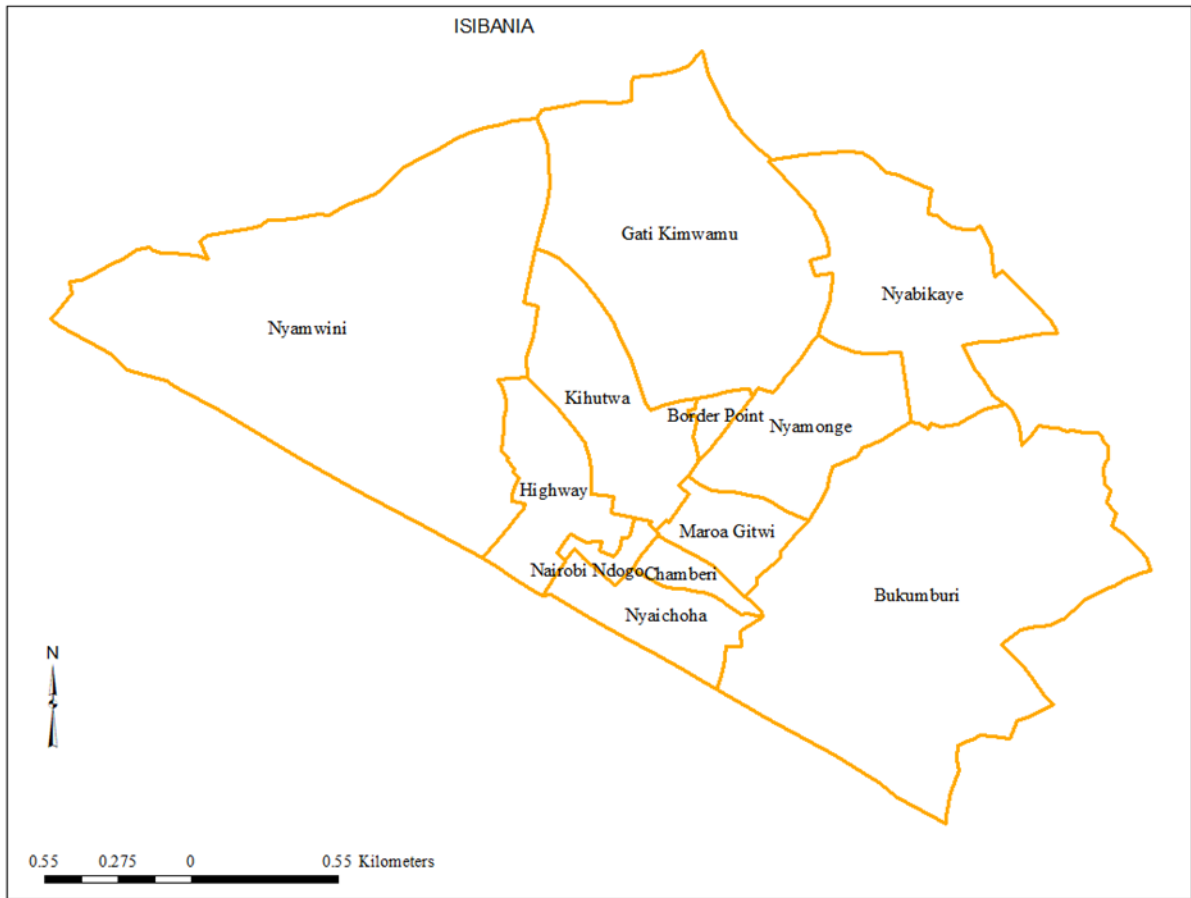 ISIBANIA
Gati Kimwamu
Nyabikaye
Nyamwini
Kihutwa
Border Point
Nyamonge
Highway
Maroa Gitwi
Nairobi Ndogo
Chamberi
Bukumburi
Nyaichoha
N
0.55 0.275 0 0.55 Kilometers